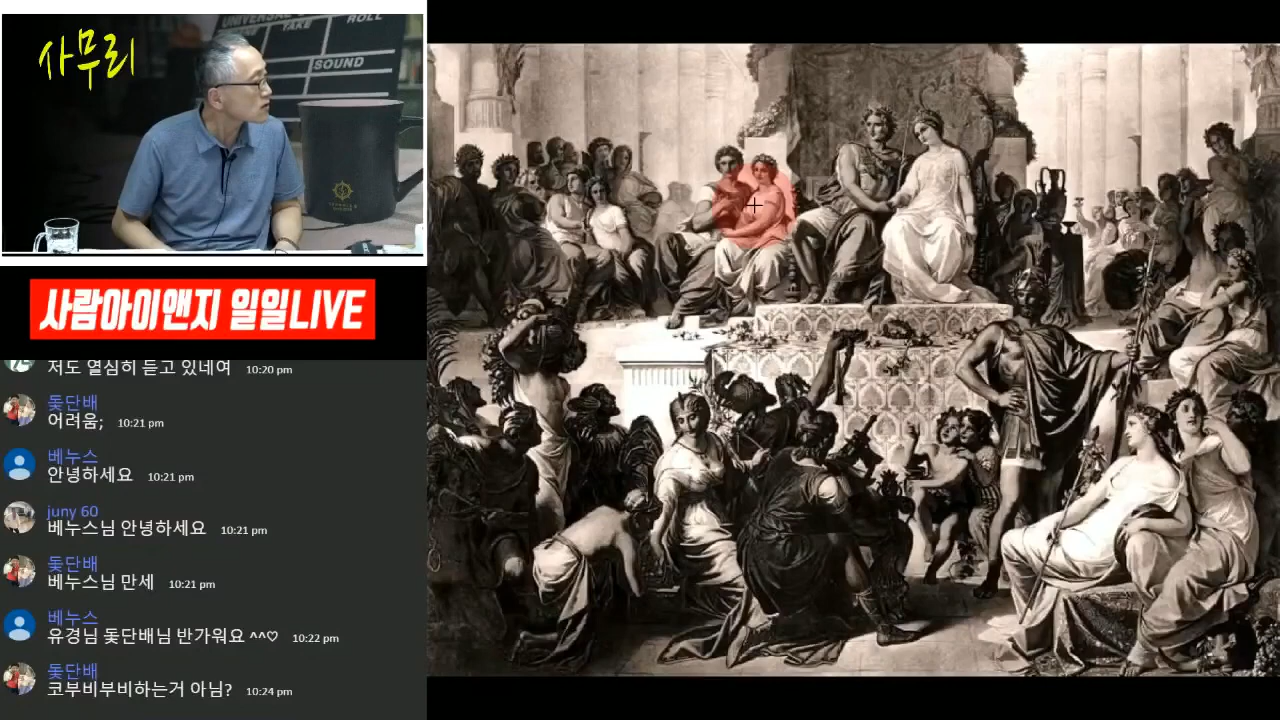 사무리
UNIVERSAL
TAKE
ROLL
SOUND
사람아이앤지 일일LIVE
저도 열심히 듣고 있네여 10:20 pm
돛단배
어려움; 10:21 pm
베누스
안녕하세요 10:21 pm
juny 60
베누스님 안녕하세요 10:21 pm
돛단배
베누스님 만세 10:21 pm
베누스
유경님 돛단배님 반가워요 ^^♡ 10:22 pm
돛단배
코부비부비하는거 아님? 10:24 pm